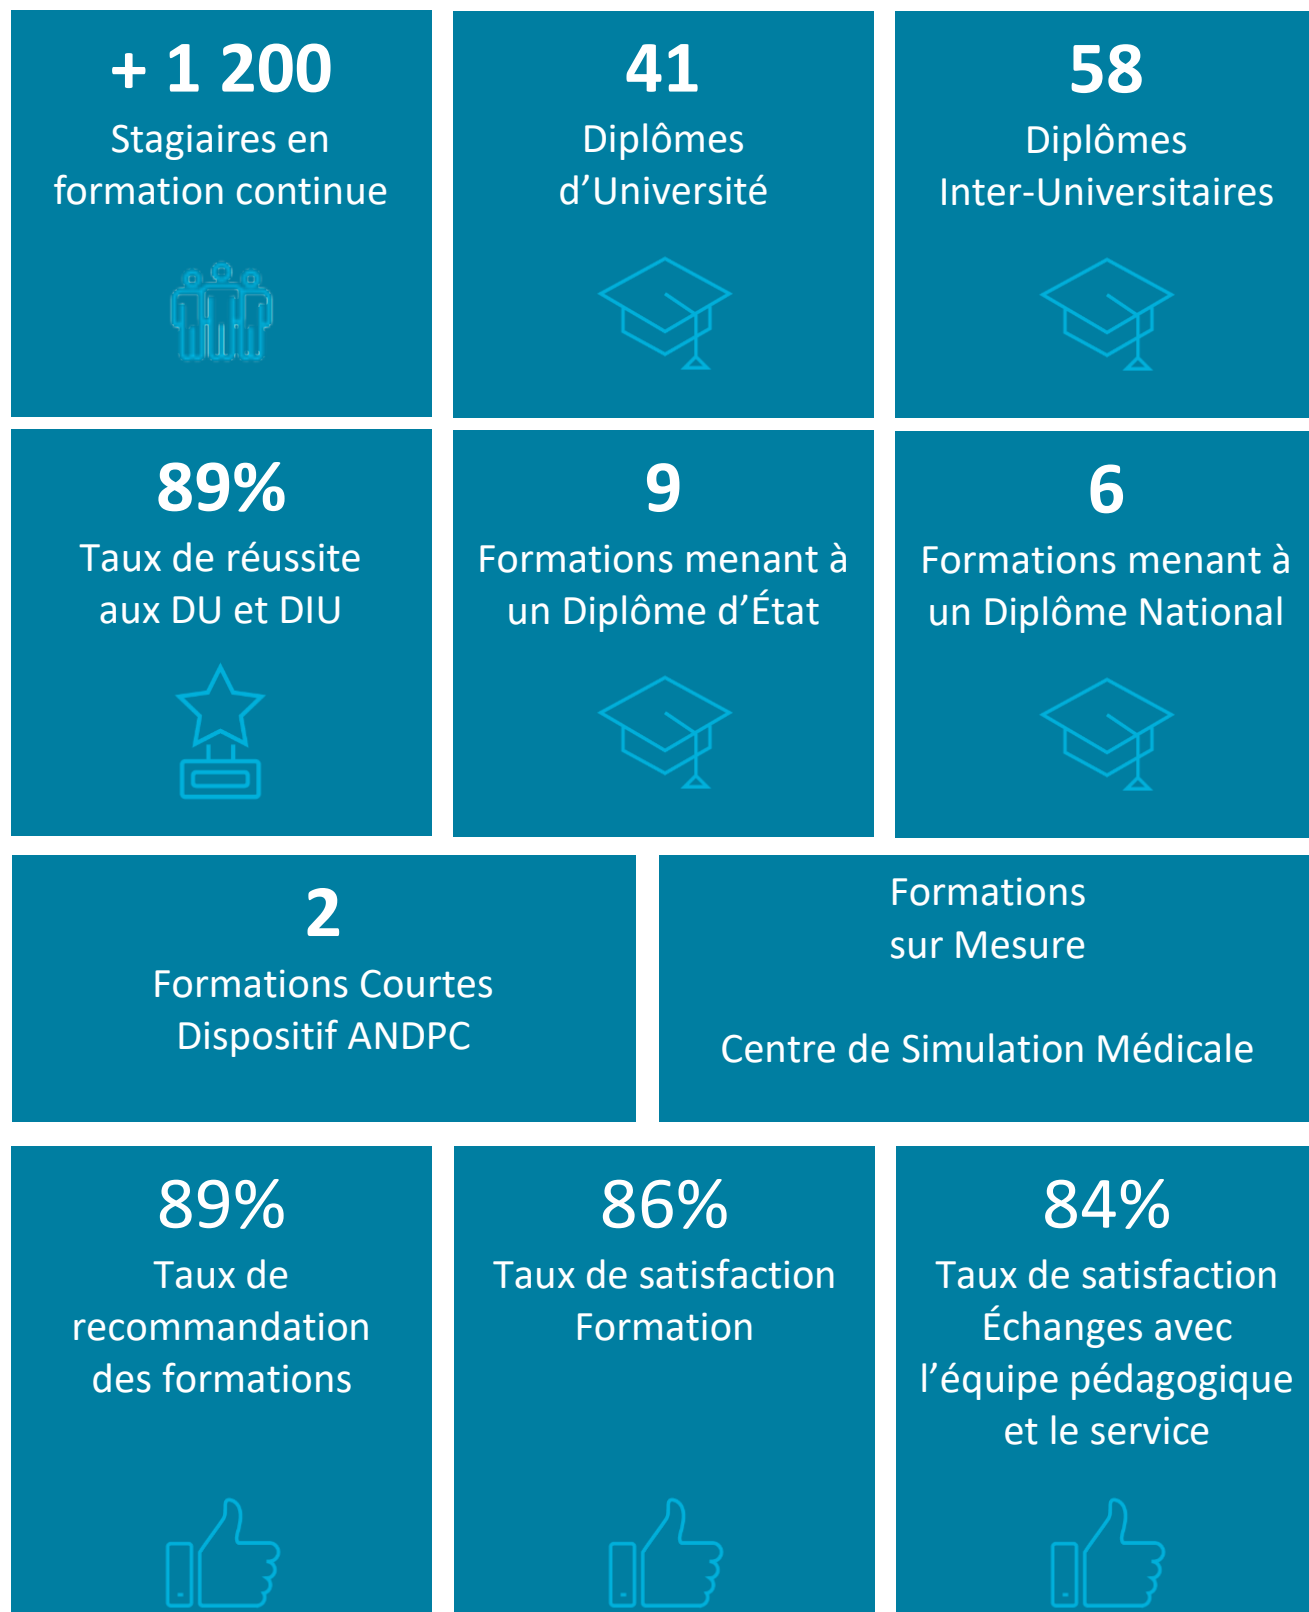 + 1 200
Stagiaires en
formation continue
41
Diplômes
d’Université
58
Diplômes
Inter-Universitaires
89%
Taux de réussite
aux DU et DIU
9
Formations menant à
un Diplôme d’État
6
Formations menant à
un Diplôme National
2
Formations Courtes
Dispositif ANDPC
Formations
sur Mesure
Centre de Simulation Médicale
89%
Taux de
recommandation
des formations
86%
Taux de satisfaction
Formation
84%
Taux de satisfaction
Échanges avec
l’équipe pédagogique
et le service